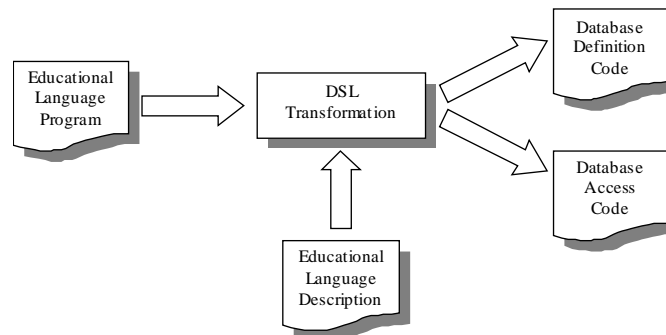 Educational
Language
Program
DSL
Transformation
Database
Definition
Code
Database
Access
Code
Educational
Language
Description